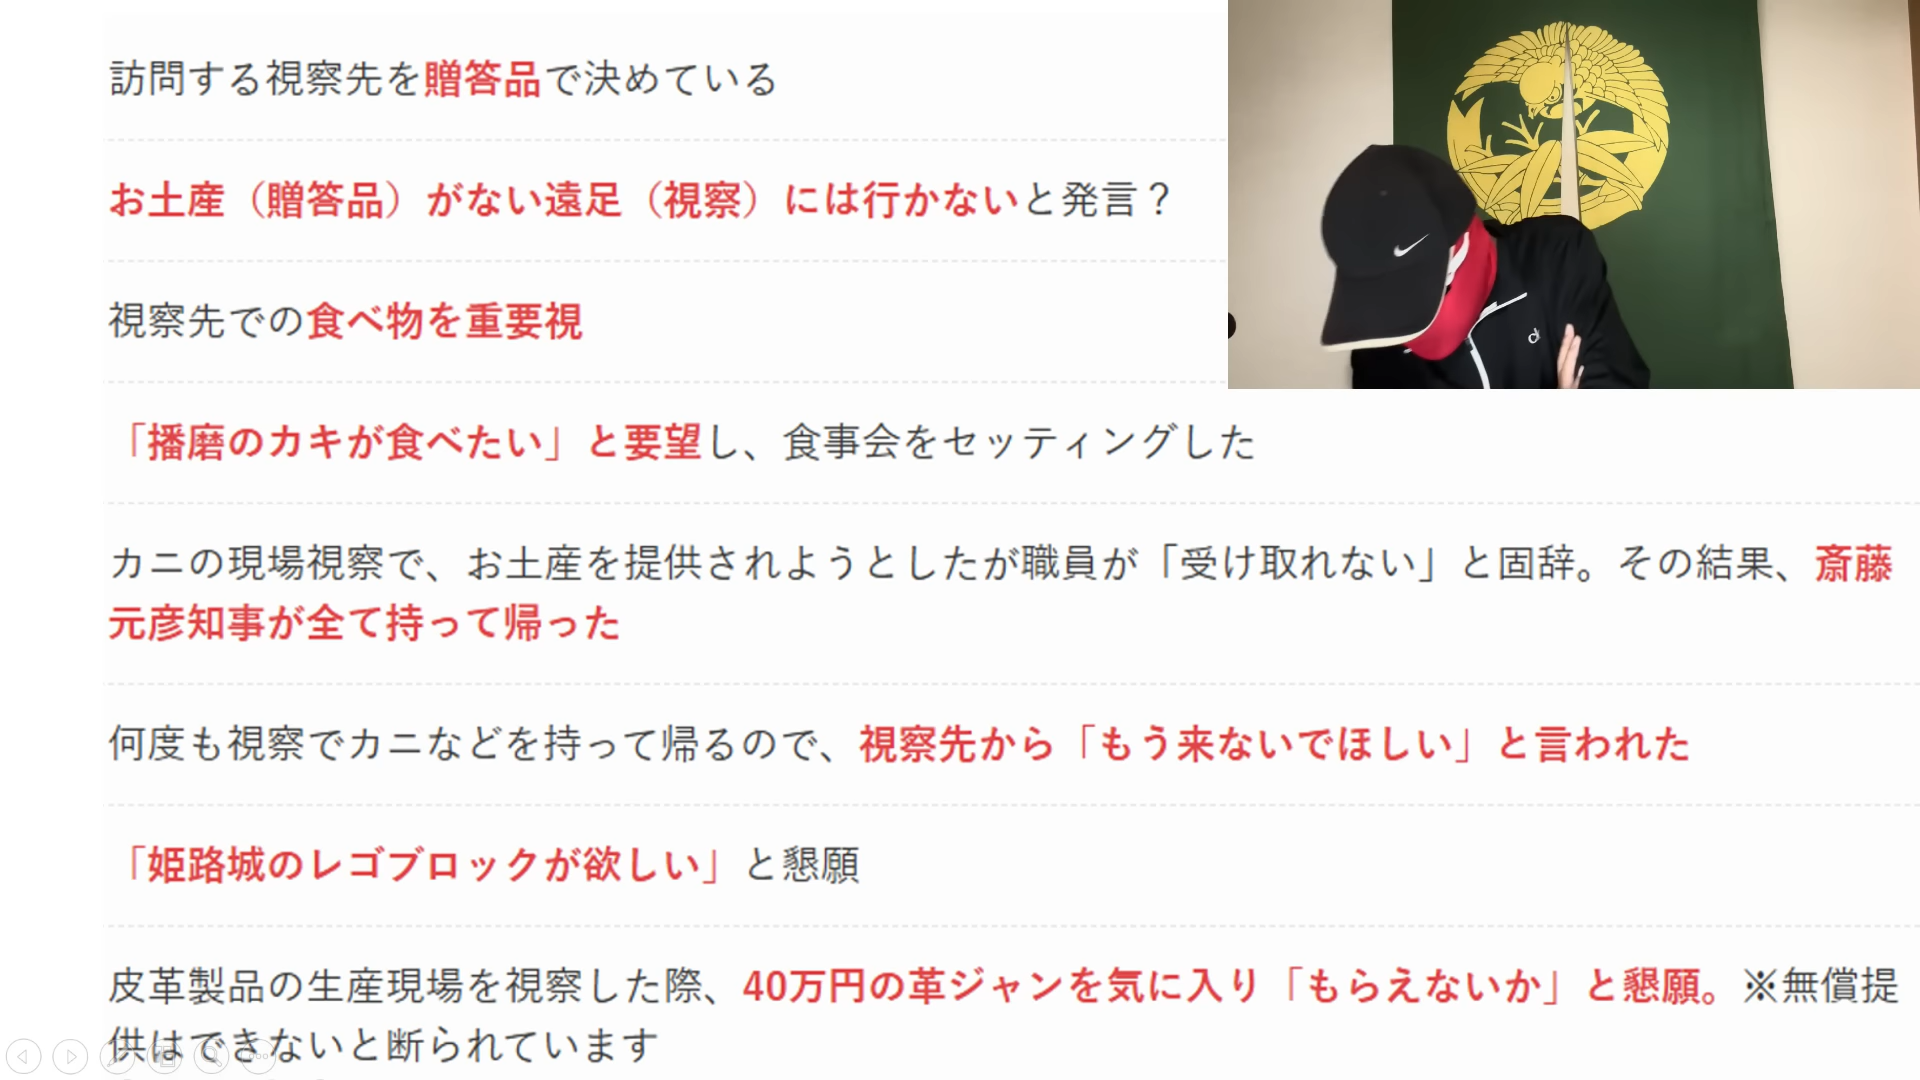 訪問する視察先を贈答品で決めている
お土産（贈答品）がない遠足（視察）には行かないと発言？
視察先での食べ物を重要視
「播磨のカキが食べたい」と要望し、食事会をセッティングした
カニの現場視察で、お土産を提供されようとしたが職員が「受け取れない」と固辞。その結果、斎藤
元彦知事が全て持って帰った
何度も視察でカニなどを持って帰るので、視察先から「もう来ないでほしい」と言われた
「姫路城のレゴブロックが欲しい」と懇願
皮革製品の生産現場を視察した際、40万円の革ジャンを気に入り「もらえないか」と懇願。※無償提
供はできないと断られています